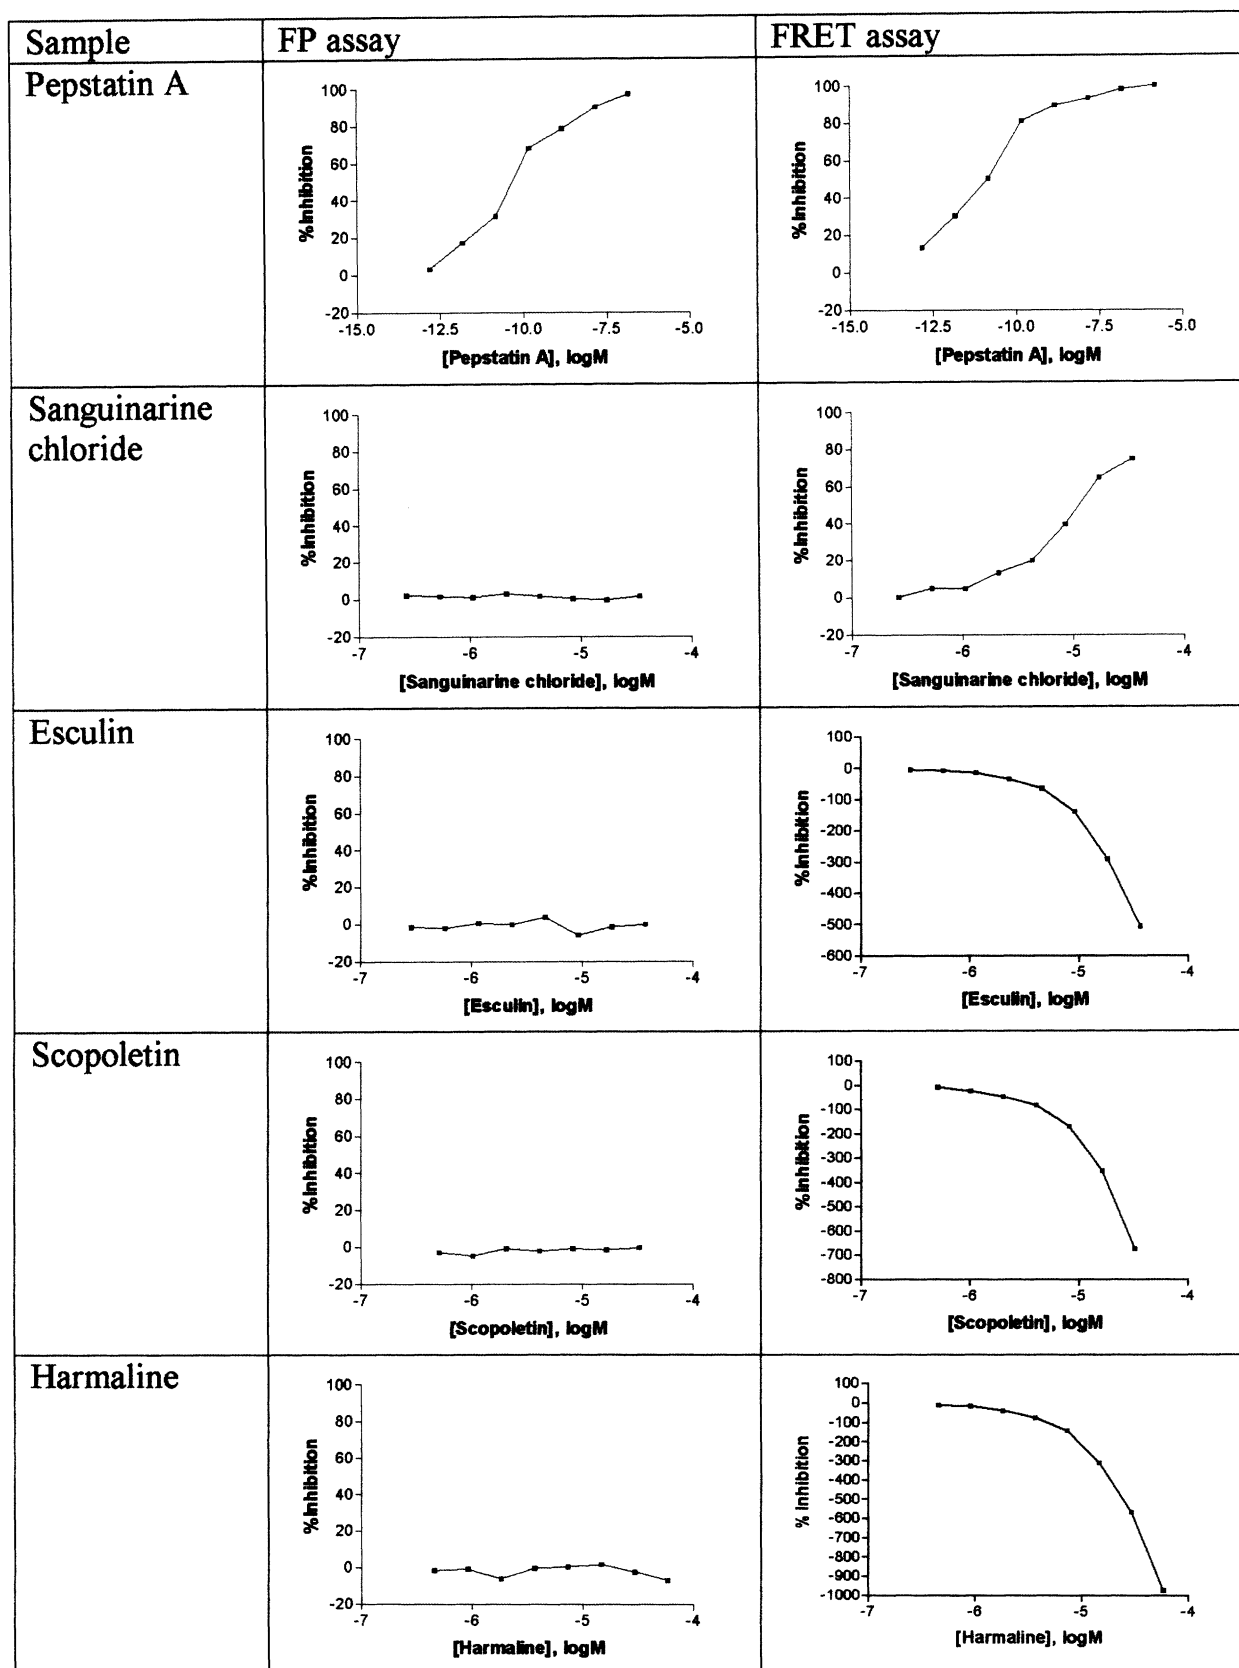 Sample FP assay FRET assay
Pepstatin A
100
80
60
40
20
0
-20
%Inhibition
-15.0 -12.5 -10.0 -7.5 -5.0
[Pepstatin A], logM
100
80
60
40
20
0
-20
%Inhibition
-15.0 -12.5 -10.0 -7.5 -5.0
[Pepstatin A], logM
Sanguinarine
chloride
100
80
60
40
20
0
-20
%Inhibition
-7 -6 -5 -4
[Sanguinarine chloride], logM
100
80
60
40
20
0
-20
%Inhibition
-7 -6 -5 -4
[Sanguinarine chloride], logM
Esculin
100
80
60
40
20
0
-20
%Inhibition
-7 -6 -5 -4
[Esculin], logM
100
0
-100
-200
-300
-400
-500
-600
%Inhibition
-7 -6 -5 -4
[Esculin], logM
Scopoletin
100
80
60
40
20
0
-20
%Inhibition
-7 -6 -5 -4
[Scopoletin], logM
100
0
-100
-200
-300
-400
-500
-600
-700
-800
%Inhibition
-7 -6 -5 -4
[Scopoletin], logM
Harmaline
100
80
60
40
20
0
-20
%Inhibition
-7 -6 -5 -4
[Harmaline], logM
100
0
-100
-200
-300
-400
-500
-600
-700
-800
-900
-1000
% Inhibition
-7 -6 -5 -4
[Harmaline], logM